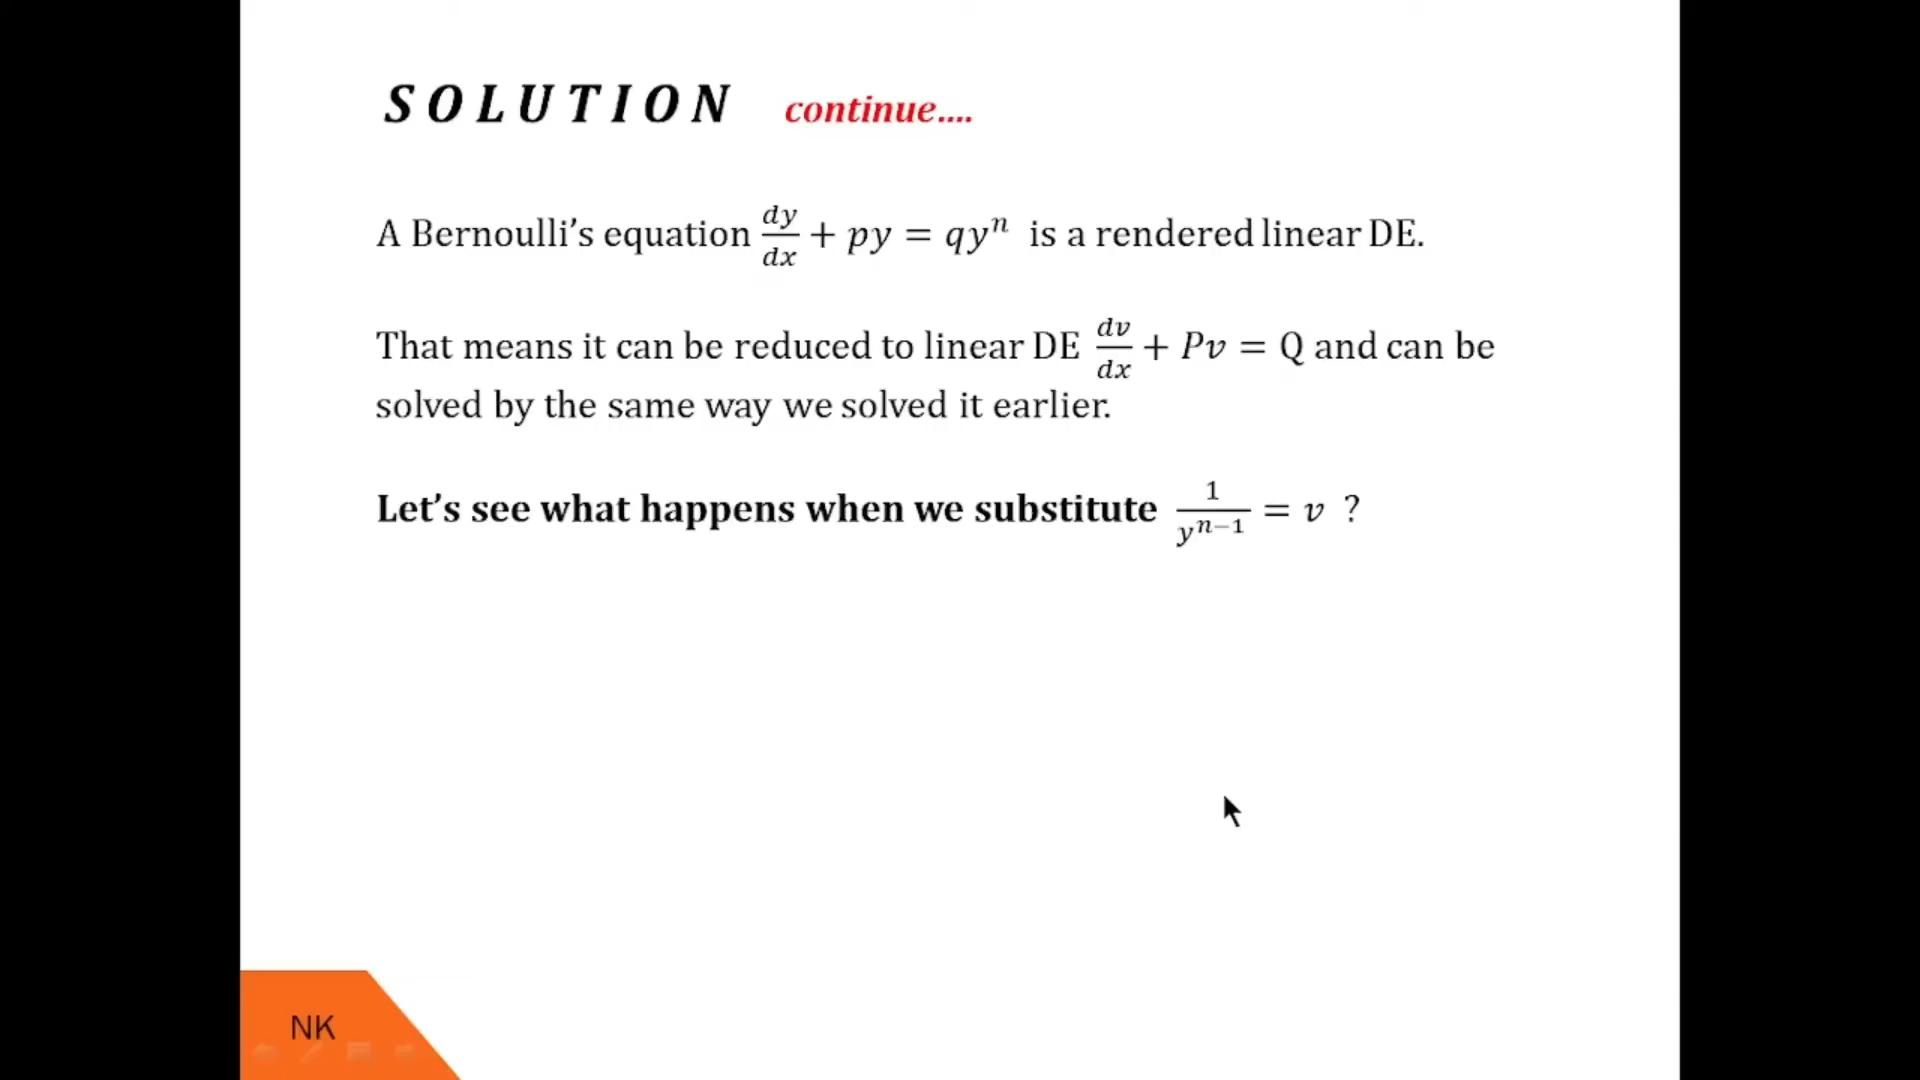 SOLUTION continue....
A Bernoulli's equation dy/dx + py = qyⁿ is a rendered linear DE.
That means it can be reduced to linear DE dv/dx + Pv = Q and can be
solved by the same way we solved it earlier.
Let's see what happens when we substitute 1/yⁿ⁻¹ = v ?
NK